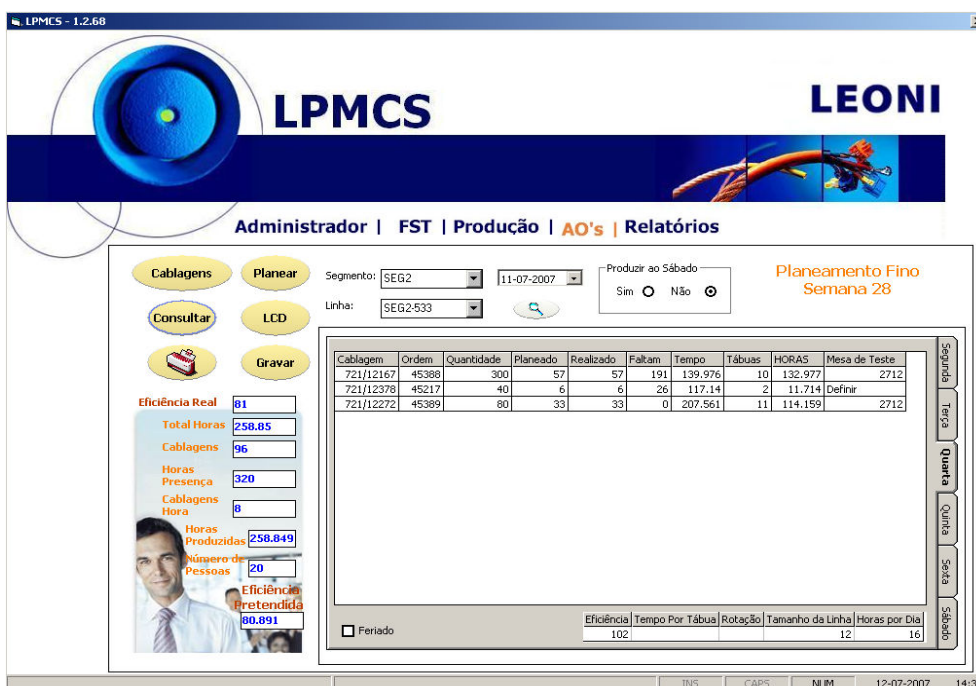 LPMCS - 1.2.68
LPMCS
LEONI
Administrador | FST | Produção | AO's | Relatórios
Cablagens
Planear
Consultar
LCD
Gravar
Segmento: SEG2
11-07-2007
Linha: SEG2-533
Produzir ao Sábado
Sim Não
Planeamento Fino
Semana 28
Cablagem Ordem Quantidade Planeado Realizado Faltam Tempo Tábuas HORAS Mesa de Teste
721/12167 45388 300 57 57 191 139.976 10 132.977 2712
721/12378 45217 40 6 6 26 117.14 2 11.714 Definir
721/12272 45389 80 33 33 0 207.561 11 114.159 2712
Segunda
Terça
Quarta
Quinta
Sexta
Sábado
Eficiência Real 81
Total Horas 258.85
Cablagens 96
Horas
Presença 320
Cablagens
Hora 8
Horas
Produzidas 258.849
Número de
Pessoas 20
Eficiência
Pretendida
80.891
Feriado
Eficiência Tempo Por Tábua Rotação Tamanho da Linha Horas por Dia
102 12 16
INS CAPS NUM 12-07-2007